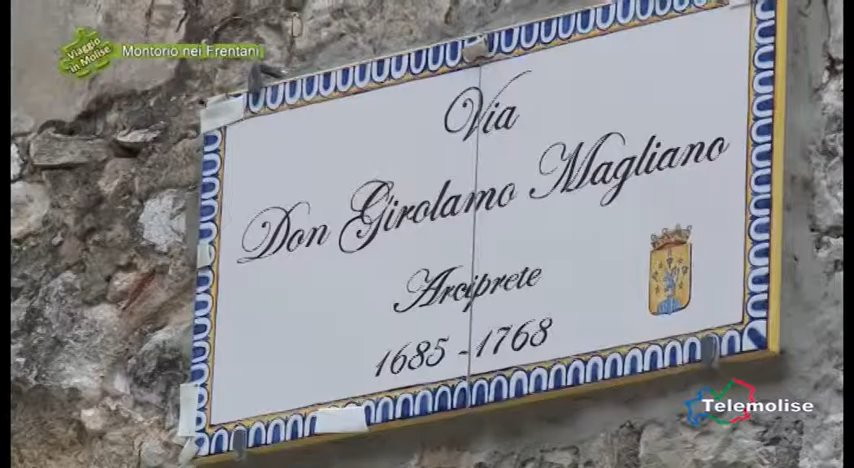 Viaggio
in Molise
Montorio nei Frentani
Via
Don Girolamo Magliano
Arciprete
1685 - 1768
Telemolise